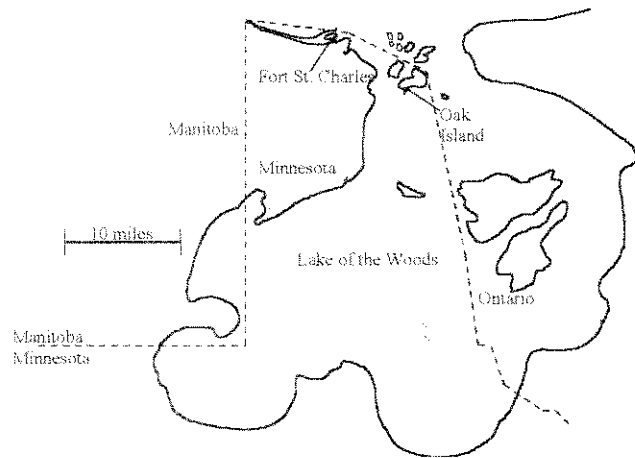 Fort St. Charles
Oak
Island
Manitoba
Minnesota
10 miles
Lake of the Woods
Ontario
Manitoba
Minnesota